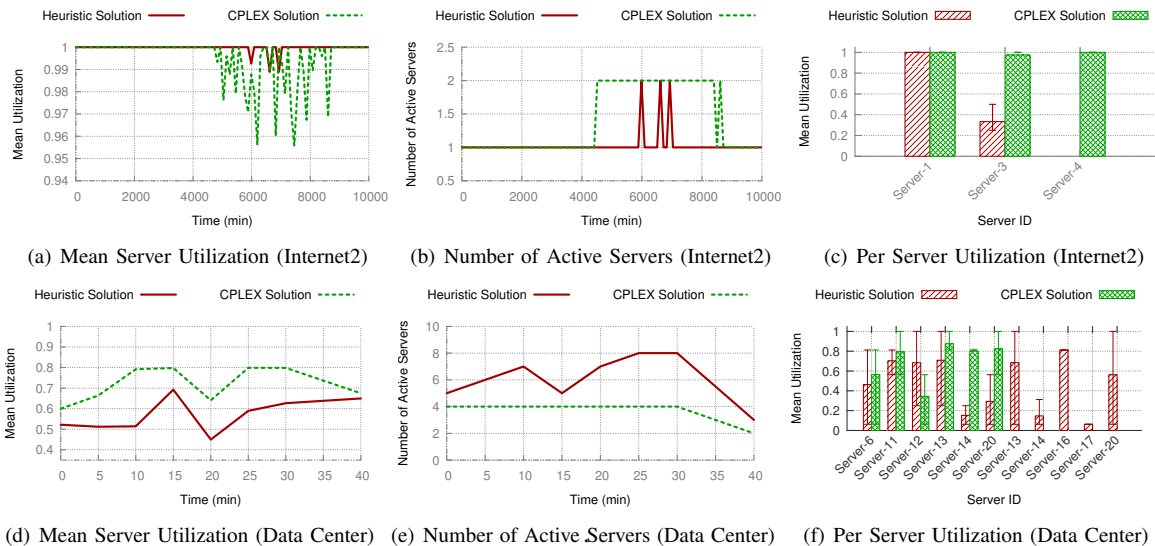 Heuristic Solution CPLEX Solution
Mean Utilization
1
0.99
0.98
0.97
0.96
0.95
0.94
0 2000 4000 6000 8000 10000
Time (min)
(a) Mean Server Utilization (Internet2)
Heuristic Solution CPLEX Solution
Number of Active Servers
2.5
2
1.5
1
0.5
0 2000 4000 6000 8000 10000
Time (min)
(b) Number of Active Servers (Internet2)
Heuristic Solution CPLEX Solution
Mean Utilization
1
0.8
0.6
0.4
0.2
0
Server-1 Server-3 Server-4
Server ID
(c) Per Server Utilization (Internet2)
Heuristic Solution CPLEX Solution
Mean Utilization
1
0.9
0.8
0.7
0.6
0.5
0.4
0 5 10 15 20 25 30 35 40
Time (min)
(d) Mean Server Utilization (Data Center)
Heuristic Solution CPLEX Solution
Number of Active Servers
10
8
6
4
2
0
0 5 10 15 20 25 30 35 40
Time (min)
(e) Number of Active Servers (Data Center)
Heuristic Solution CPLEX Solution
Mean Utilization
1
0.8
0.6
0.4
0.2
0
Server-6 Server-11 Server-12 Server-13 Server-14 Server-20 Server-13 Server-14 Server-16 Server-17 Server-20
Server ID
(f) Per Server Utilization (Data Center)